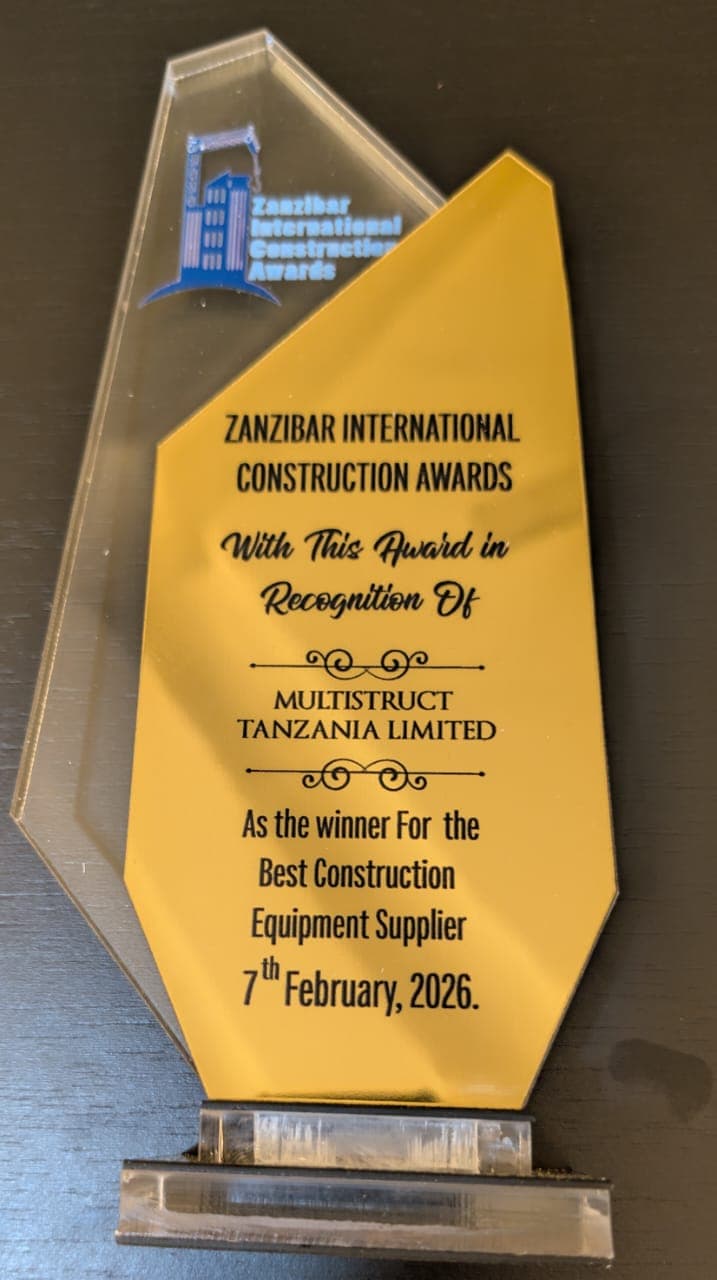 Zanzibar
International
Construction
Awards
ZANZIBAR INTERNATIONAL
CONSTRUCTION AWARDS
With This Award in
Recognition Of
MULTISTRUCT
TANZANIA LIMITED
As the winner For the
Best Construction
Equipment Supplier
7th February, 2026.